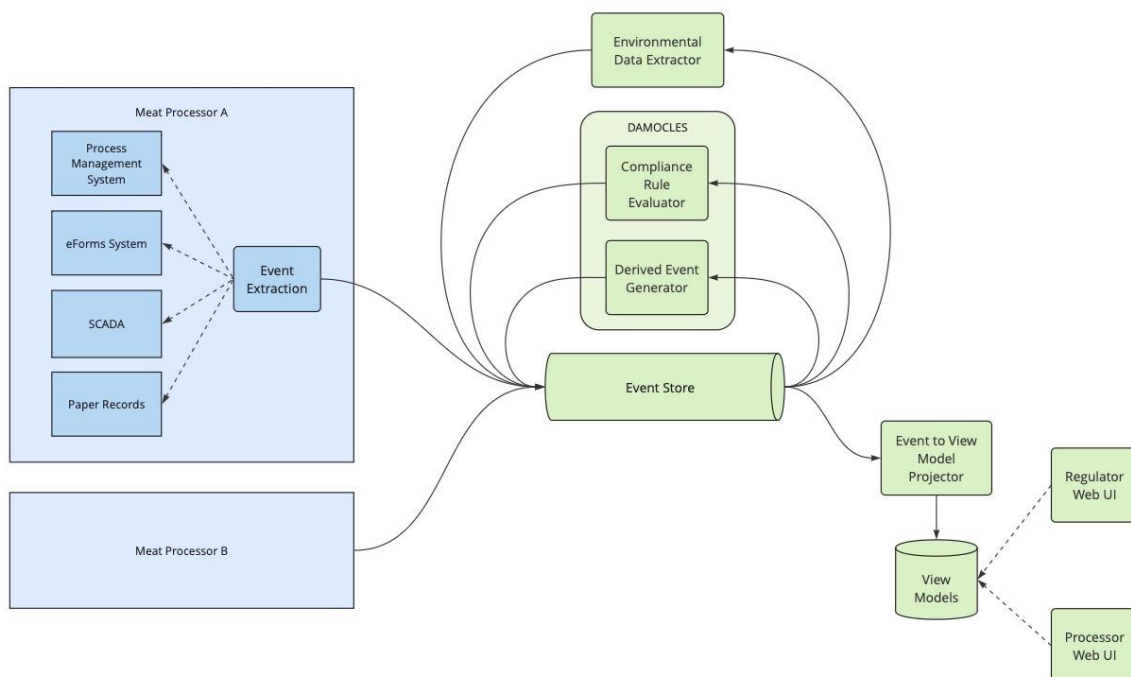 Environmental
Data Extractor
Meat Processor A
DAMOCLES
Process
Management
System
Compliance
Rule
Evaluator
eForms System
Event
Extraction
Derived Event
Generator
SCADA
Paper Records
Event Store
Event to View
Model
Projector
Regulator
Web UI
Meat Processor B
View
Models
Processor
Web UI